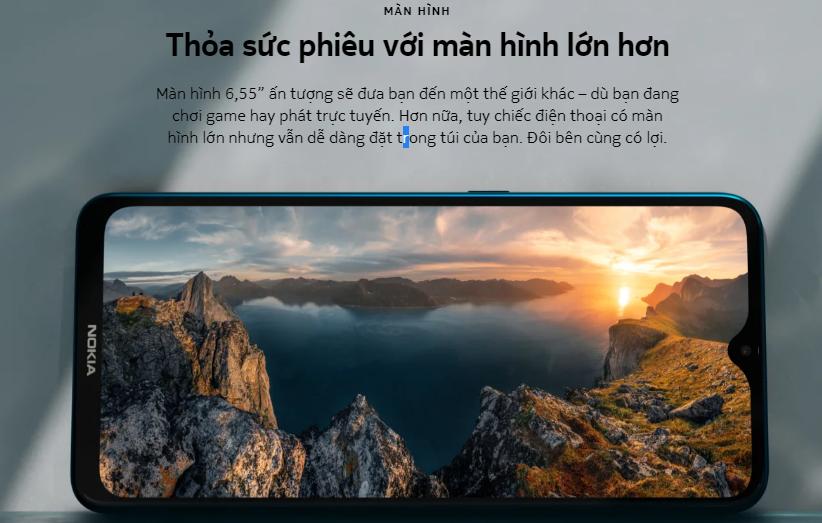 MÀN HÌNH
Thỏa sức phiêu với màn hình lớn hơn
Màn hình 6,55” ấn tượng sẽ đưa bạn đến một thế giới khác – dù bạn đang
chơi game hay phát trực tuyến. Hơn nữa, tuy chiếc điện thoại có màn
hình lớn nhưng vẫn dễ dàng đặt trong túi của bạn. Đôi bên cùng có lợi.
NOKIA